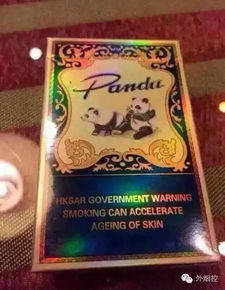 Panda
HKSAR GOVERNMENT WARNING
SMOKING CAN ACCELERATE
AGEING OF SKIN
外烟控